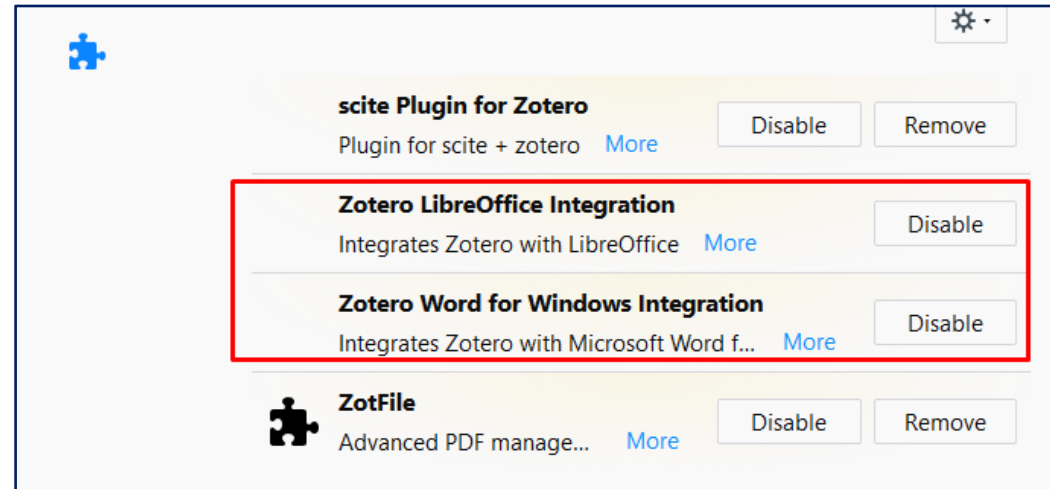 scite Plugin for Zotero
Plugin for scite + zotero More
Disable Remove
Zotero LibreOffice Integration
Integrates Zotero with LibreOffice More
Disable
Zotero Word for Windows Integration
Integrates Zotero with Microsoft Word f... More
Disable
ZotFile
Advanced PDF manage... More
Disable Remove